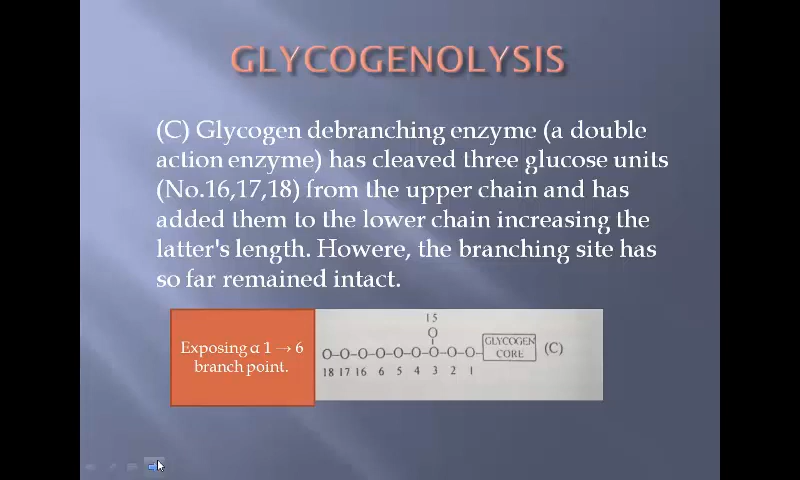 GLYCOGENOLYSIS
(C) Glycogen debranching enzyme (a double
action enzyme) has cleaved three glucose units
(No.16,17,18) from the upper chain and has
added them to the lower chain increasing the
latter's length. Howere, the branching site has
so far remained intact.
Exposing α 1 → 6
branch point.
15
O
O-O-O-O-O-O-O-O-O-
GLYCOGEN
CORE
(C)
18 17 16 6 5 4 3 2 1